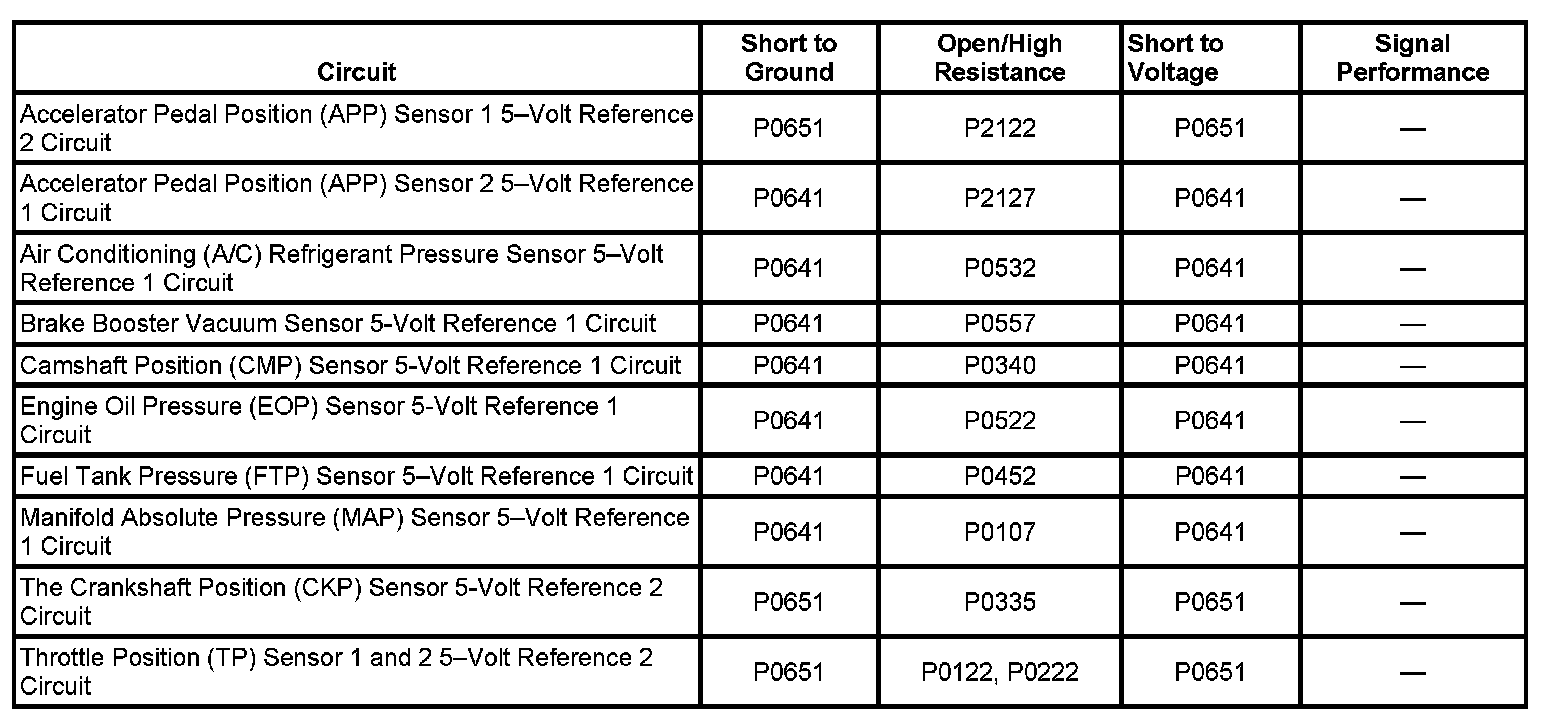 Circuit Short to Ground Open/High Resistance Short to Voltage Signal Performance
Accelerator Pedal Position (APP) Sensor 1 5–Volt Reference
2 Circuit P0651 P2122 P0651 —
Accelerator Pedal Position (APP) Sensor 2 5–Volt Reference
1 Circuit P0641 P2127 P0641 —
Air Conditioning (A/C) Refrigerant Pressure Sensor 5–Volt
Reference 1 Circuit P0641 P0532 P0641 —
Brake Booster Vacuum Sensor 5-Volt Reference 1 Circuit P0641 P0557 P0641 —
Camshaft Position (CMP) Sensor 5-Volt Reference 1 Circuit P0641 P0340 P0641 —
Engine Oil Pressure (EOP) Sensor 5-Volt Reference 1
Circuit P0641 P0522 P0641 —
Fuel Tank Pressure (FTP) Sensor 5–Volt Reference 1 Circuit P0641 P0452 P0641 —
Manifold Absolute Pressure (MAP) Sensor 5–Volt Reference
1 Circuit P0641 P0107 P0641 —
The Crankshaft Position (CKP) Sensor 5-Volt Reference 2
Circuit P0651 P0335 P0651 —
Throttle Position (TP) Sensor 1 and 2 5–Volt Reference 2
Circuit P0651 P0122, P0222 P0651 —